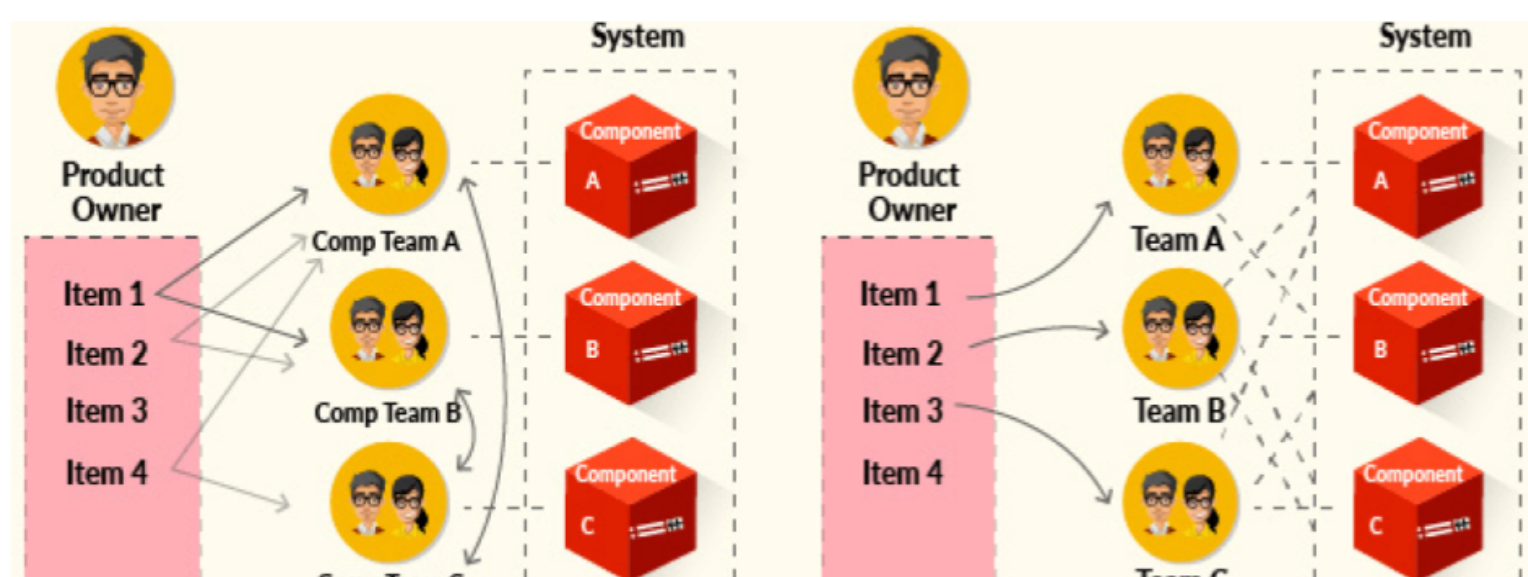 System
Product
Owner
Item 1
Item 2
Item 3
Item 4
Comp Team A
Comp Team B
Component
A
Component
B
Component
C
System
Product
Owner
Item 1
Item 2
Item 3
Item 4
Team A
Team B
Component
A
Component
B
Component
C